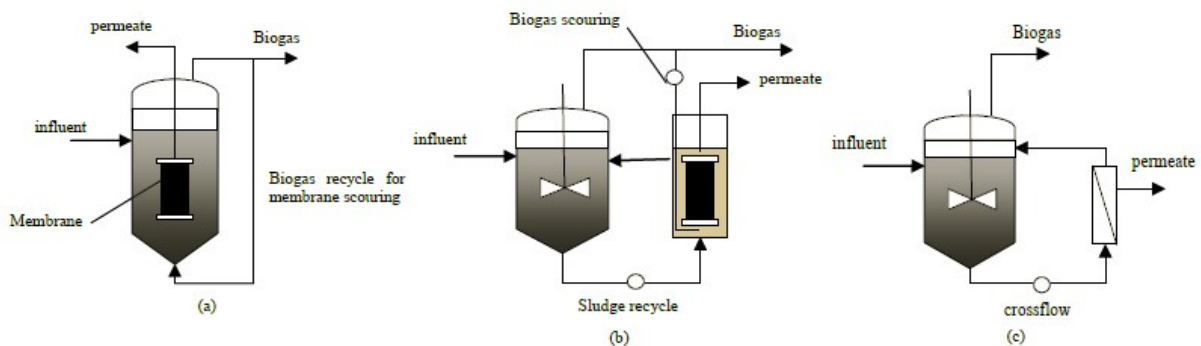 permeate
Biogas
influent
Membrane
Biogas recycle for
membrane scouring
(a)
Biogas scouring
Biogas
permeate
influent
Sludge recycle
(b)
Biogas
influent
permeate
crossflow
(c)